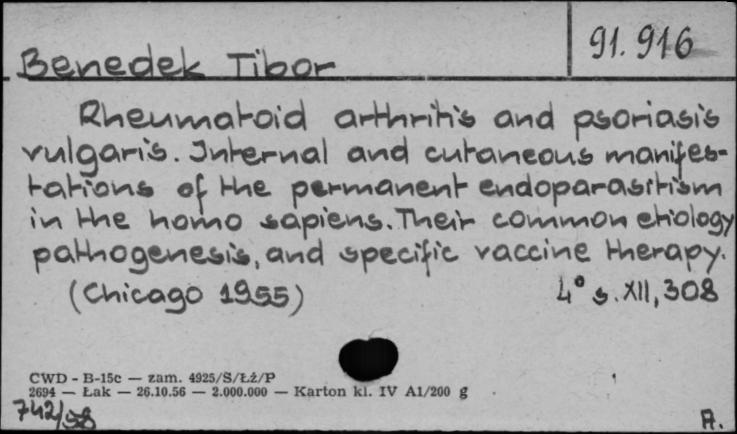 91.916
Benedek Tibor
Rheumatoid arthritis and psoriasis
vulgaris. Internal and cutaneous manifes-
tations of the permanent endoparasitism
in the homo sapiens. Their common etiology
pathogenesis, and specific vaccine therapy.
(Chicago 1955) 4° s. XII, 308
CWD - B-15c — zam. 4925/S/Łż/P
2694 — Łak — 26.10.56 — 2.000.000 — Karton kl. IV A1/200 g
742/58
A.